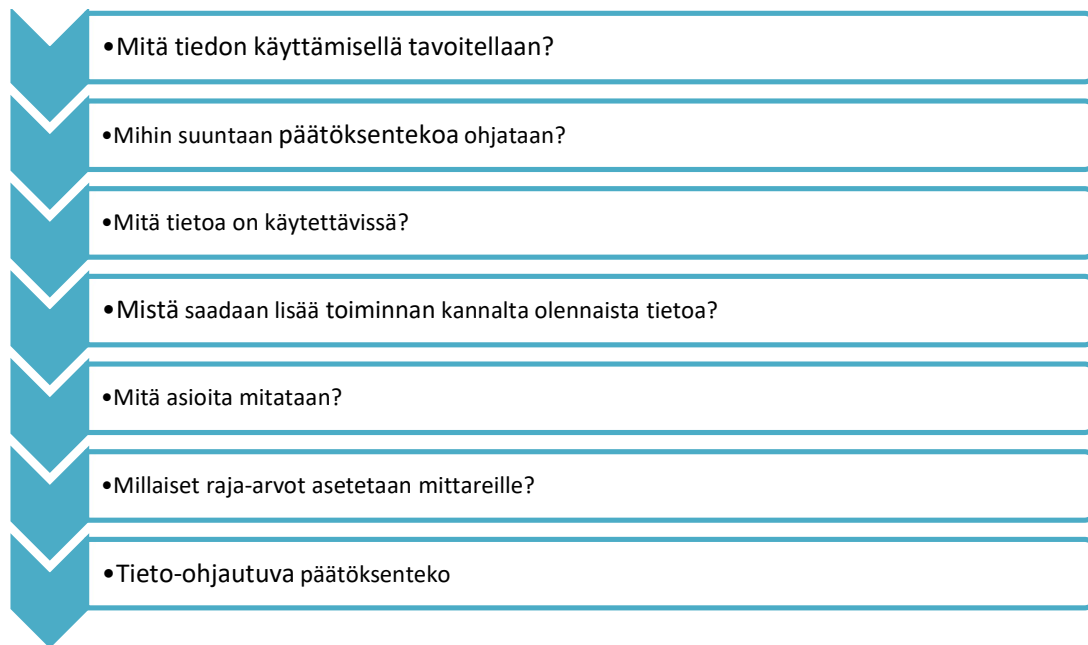 •Mitä tiedon käyttämisellä tavoitellaan?
•Mihin suuntaan päätöksentekoa ohjataan?
•Mitä tietoa on käytettävissä?
•Mistä saadaan lisää toiminnan kannalta olennaista tietoa?
•Mitä asioita mitataan?
•Millaiset raja-arvot asetetaan mittareille?
•Tieto-ohjautuva päätöksenteko